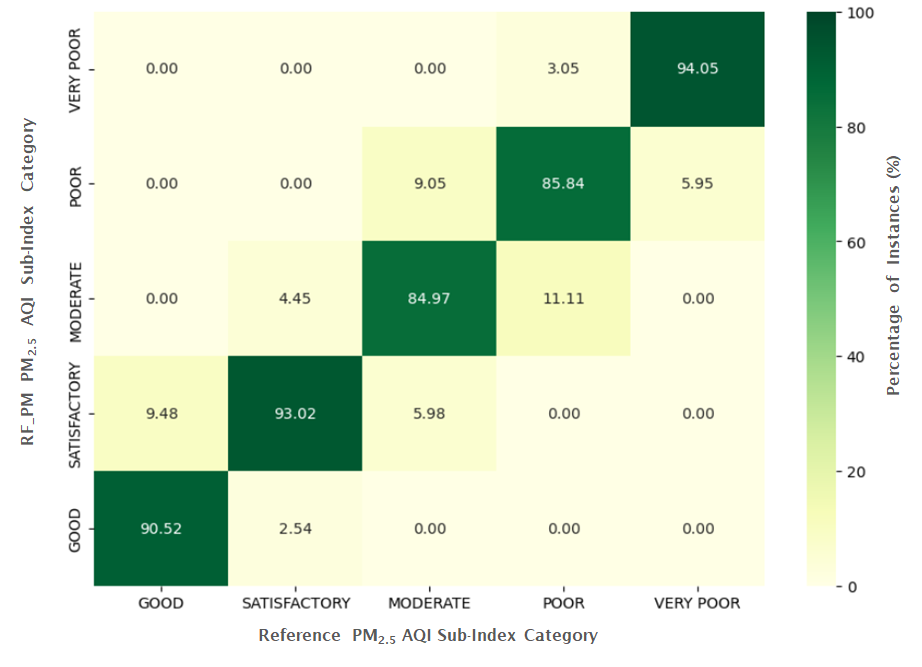 RF_PM PM2.5 AQI Sub-Index Category
VERY POOR
0.00 0.00 0.00 3.05 94.05
POOR
0.00 0.00 9.05 85.84 5.95
MODERATE
0.00 4.45 84.97 11.11 0.00
SATISFACTORY
9.48 93.02 5.98 0.00 0.00
GOOD
90.52 2.54 0.00 0.00 0.00
GOOD SATISFACTORY MODERATE POOR VERY POOR
Reference PM2.5 AQI Sub-Index Category
100
80
60
40
20
0
Percentage of Instances (%)